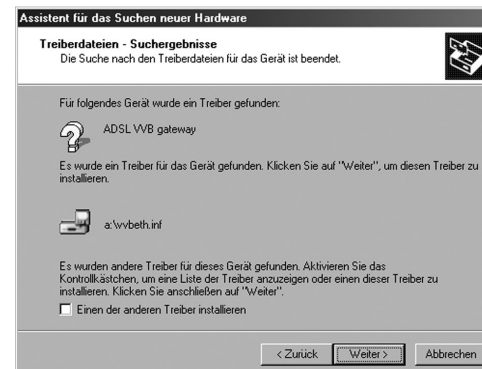 Assistent für das Suchen neuer Hardware
Treiberdateien - Suchergebnisse
Die Suche nach den Treiberdateien für das Gerät ist beendet.
Für folgendes Gerät wurde ein Treiber gefunden:
ADSL VVB gateway
Es wurde ein Treiber für das Gerät gefunden. Klicken Sie auf "Weiter", um diesen Treiber zu
installieren.
a:\vvbeth.inf
Es wurden andere Treiber für dieses Gerät gefunden. Aktivieren Sie das
Kontrollkästchen, um eine Liste der Treiber anzuzeigen oder einen dieser Treiber zu
installieren. Klicken Sie anschließen auf "Weiter".
Einen der anderen Treiber installieren
< Zurück
Weiter >
Abbrechen